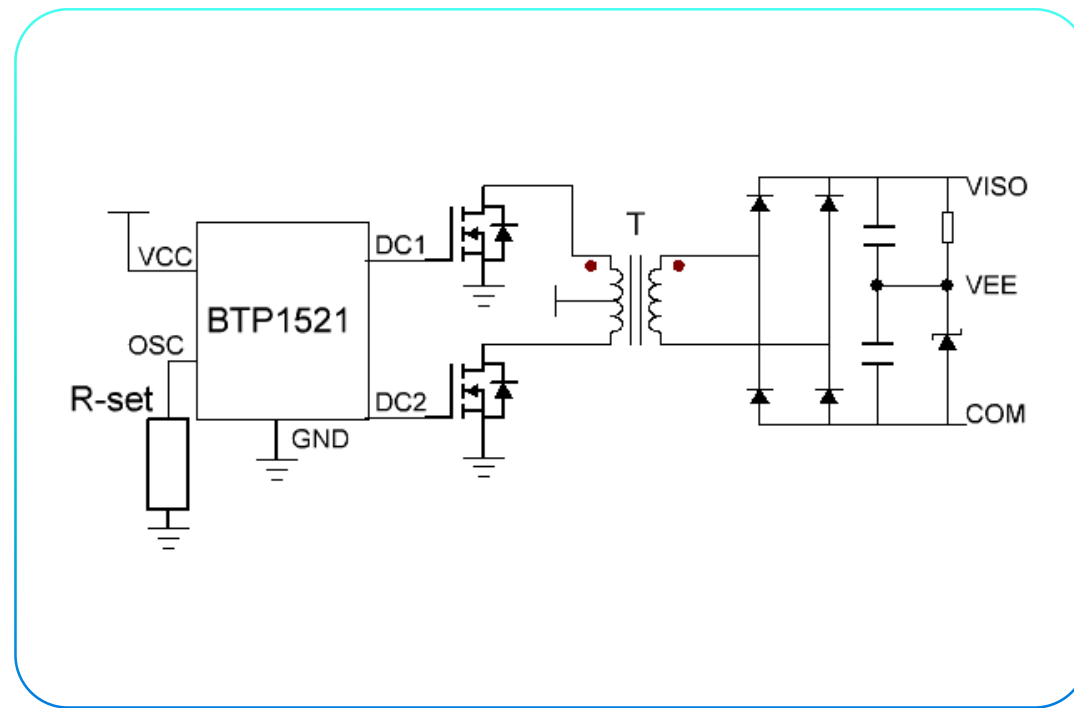 T
VISO
VCC
DC1
VEE
BTP1521
OSC
R-set
DC2
COM
GND